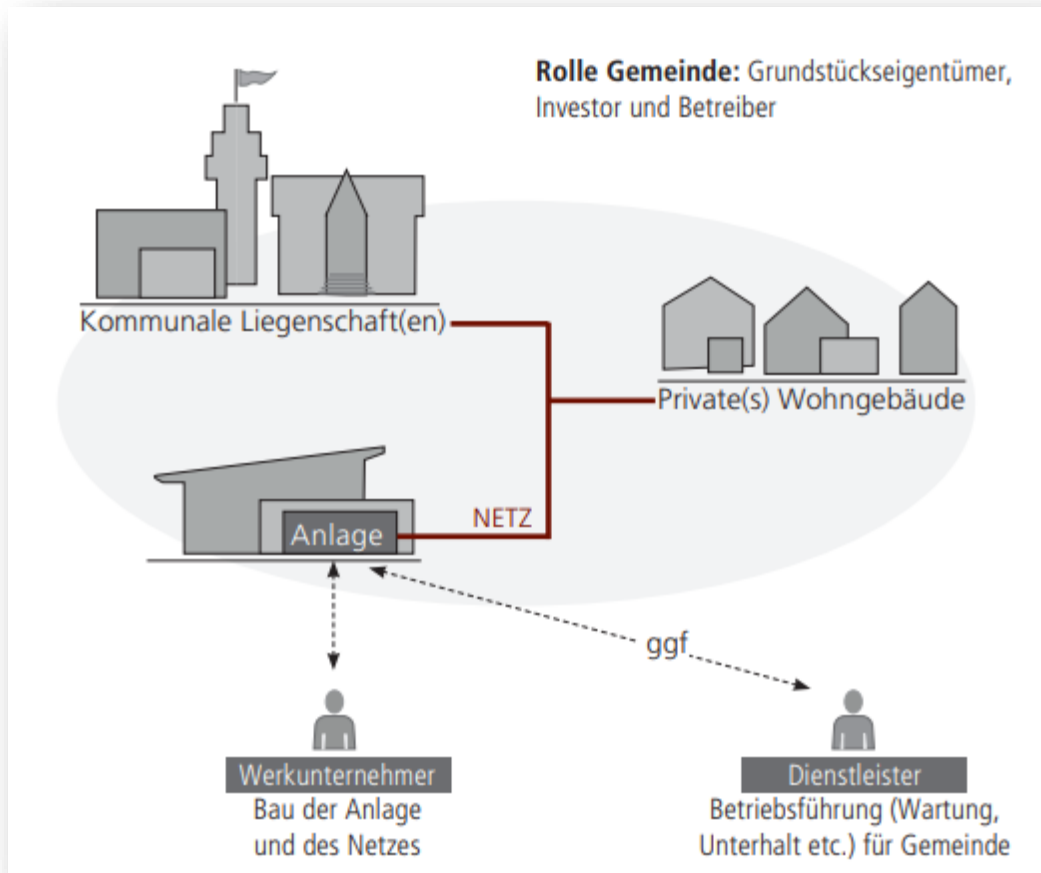 Rolle Gemeinde: Grundstückseigentümer,
Investor und Betreiber
Kommunale Liegenschaft(en)
Private(s) Wohngebäude
NETZ
Anlage
ggf
Werkunternehmer
Bau der Anlage
und des Netzes
Dienstleister
Betriebsführung (Wartung,
Unterhalt etc.) für Gemeinde